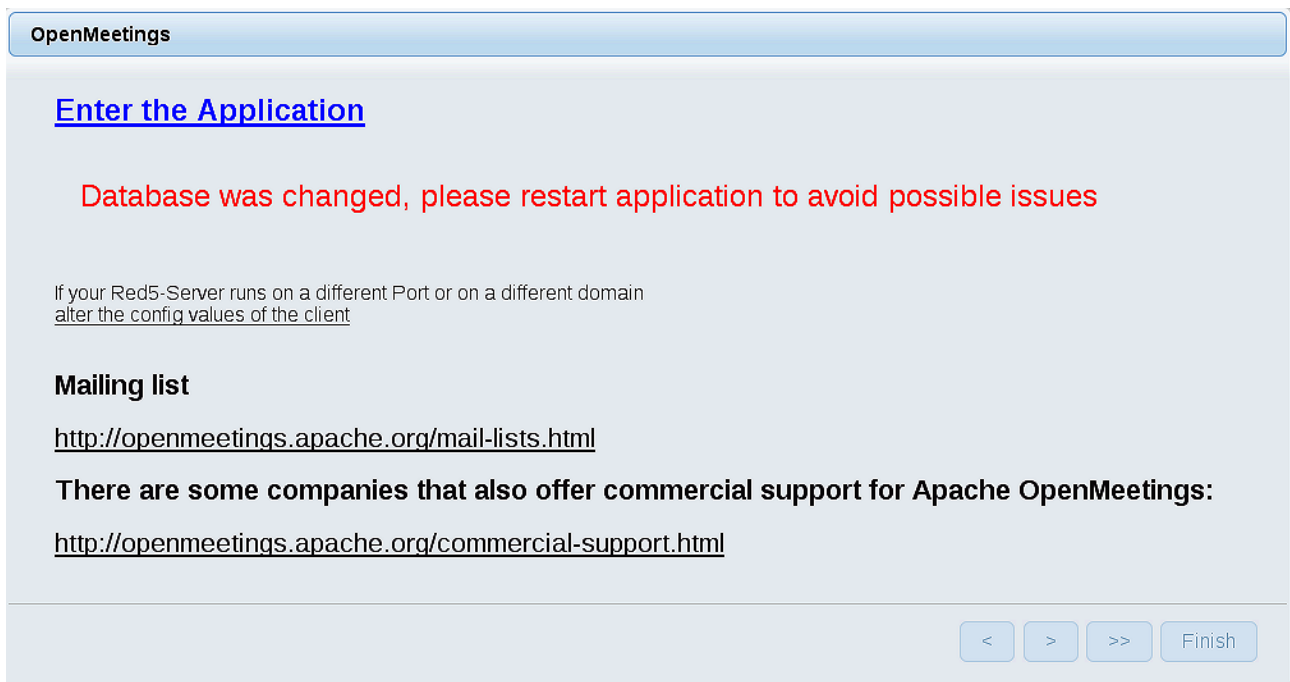 OpenMeetings
Enter the Application
Database was changed, please restart application to avoid possible issues
If your Red5-Server runs on a different Port or on a different domain
alter the config values of the client
Mailing list
http://openmeetings.apache.org/mail-lists.html
There are some companies that also offer commercial support for Apache OpenMeetings:
http://openmeetings.apache.org/commercial-support.html
< > >> Finish